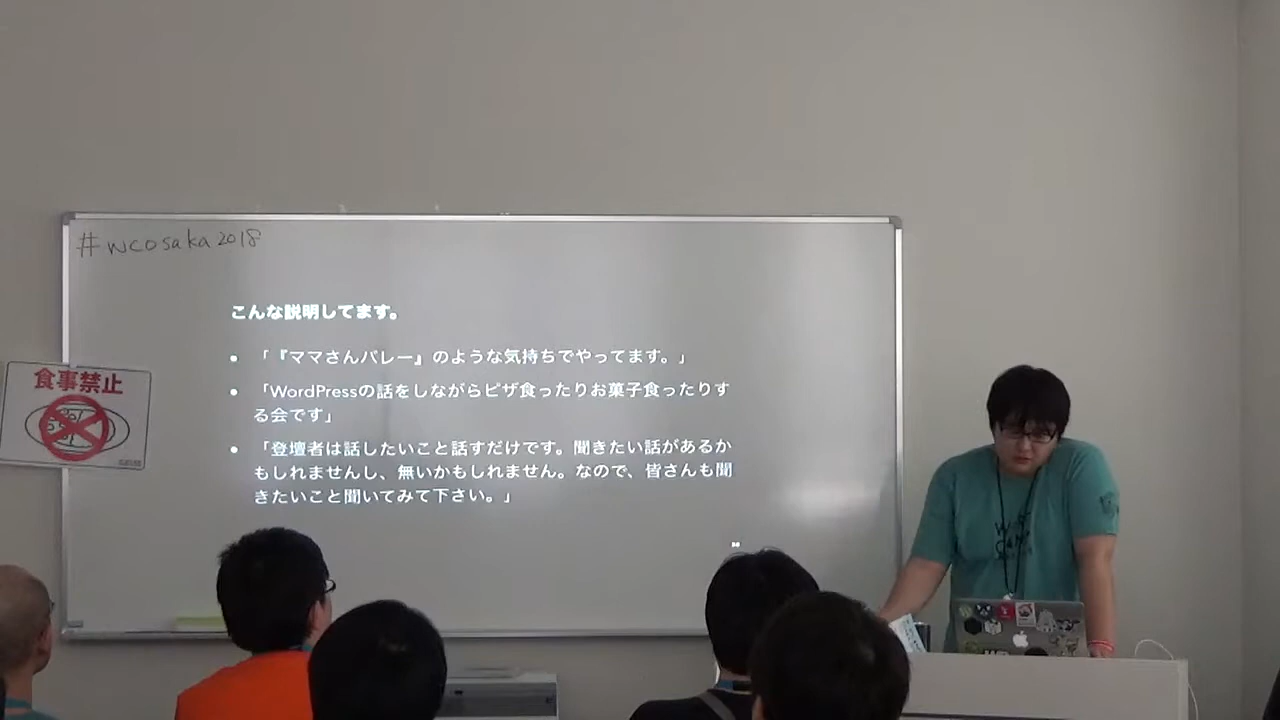 #wcosaka2018
こんな説明してます。
• 「『ママさんバレー』のような気持ちでやってます。」
• 「WordPressの話をしながらピザ食ったりお菓子食ったりす
る会です」
• 「登壇者は話したいこと話すだけです。聞きたい話があるか
もしれませんし、無いかもしれません。なので、皆さんも聞
きたいこと聞いてみて下さい。」
食事禁止